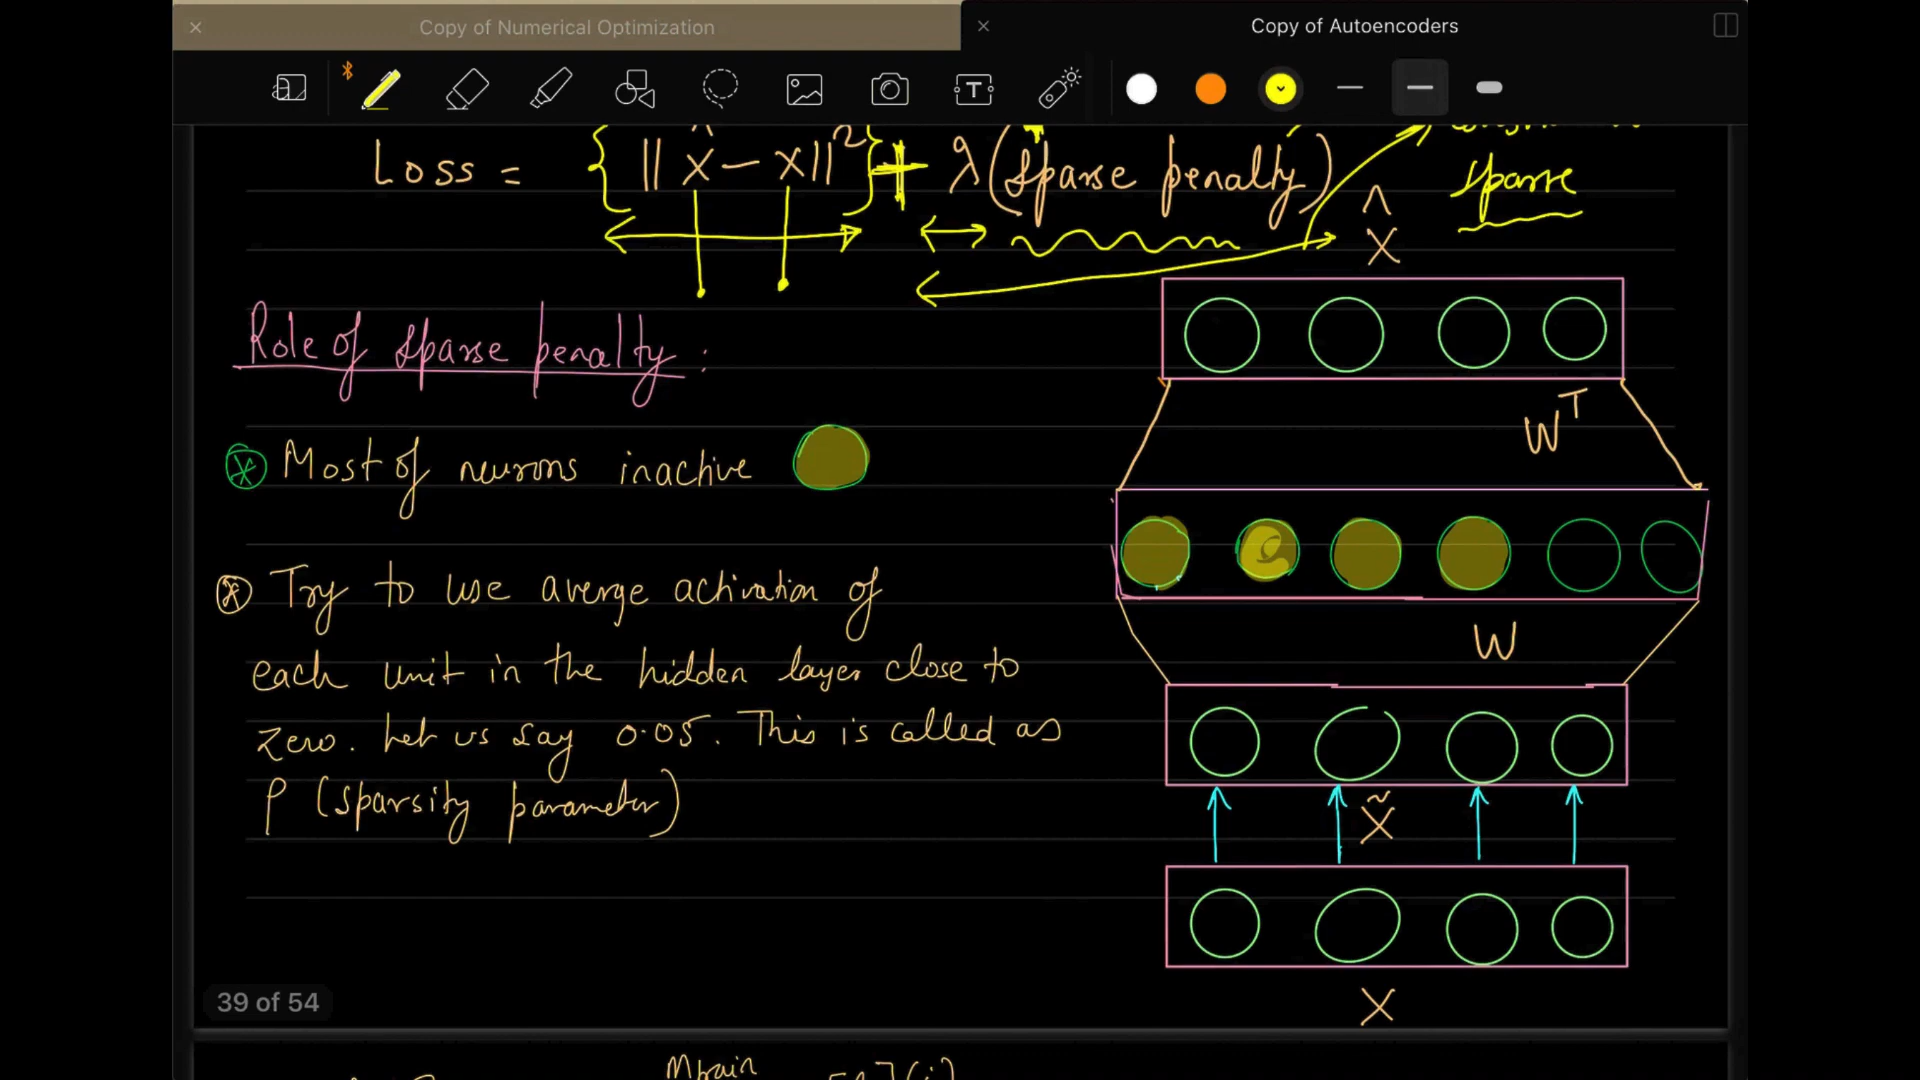 Copy of Numerical Optimization
Copy of Autoencoders
T
Loss = { || X̂ - X ||² } + λ (Sparse penalty)
Sparse
X̂
Role of Sparse penalty :
Wᵀ
Most of neurons inactive
Try to use averge activation of
each unit in the hidden layer close to
zero. Let us say 0.05. This is called as
ρ (Sparsity parameter)
W
X̃
X
39 of 54
Mtrain